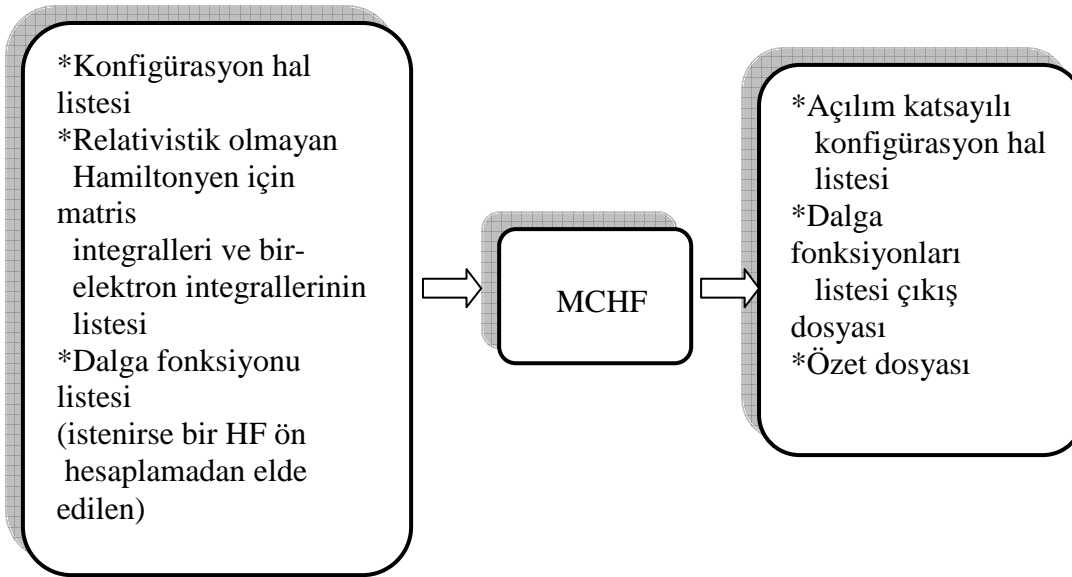 *Konfigürasyon hal
listesi
*Relativistik olmayan
Hamiltonyen için
matris
integralleri ve bir-
elektron integrallerinin
listesi
*Dalga fonksiyonu
listesi
(istenirse bir HF ön
hesaplamadan elde
edilen)
MCHF
*Açılım katsayılı
konfigürasyon hal
listesi
*Dalga
fonksiyonları
listesi çıkış
dosyası
*Özet dosyası